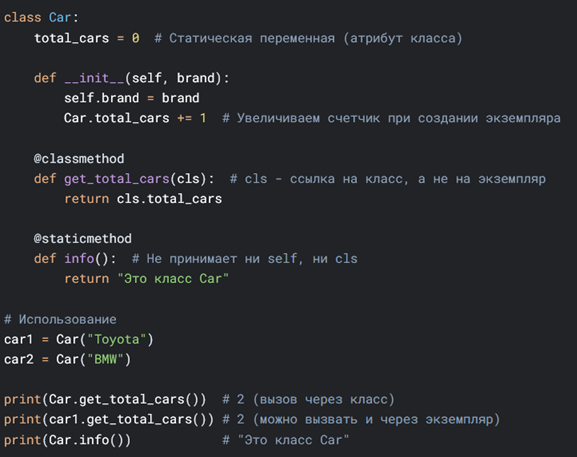 class Car:
    total_cars = 0  # Статическая переменная (атрибут класса)

    def __init__(self, brand):
        self.brand = brand
        Car.total_cars += 1  # Увеличиваем счетчик при создании экземпляра

    @classmethod
    def get_total_cars(cls):  # cls - ссылка на класс, а не на экземпляр
        return cls.total_cars

    @staticmethod
    def info():  # Не принимает ни self, ни cls
        return "Это класс Car"

# Использование
car1 = Car("Toyota")
car2 = Car("BMW")

print(Car.get_total_cars())  # 2 (вызов через класс)
print(car1.get_total_cars()) # 2 (можно вызвать и через экземпляр)
print(Car.info())            # "Это класс Car"